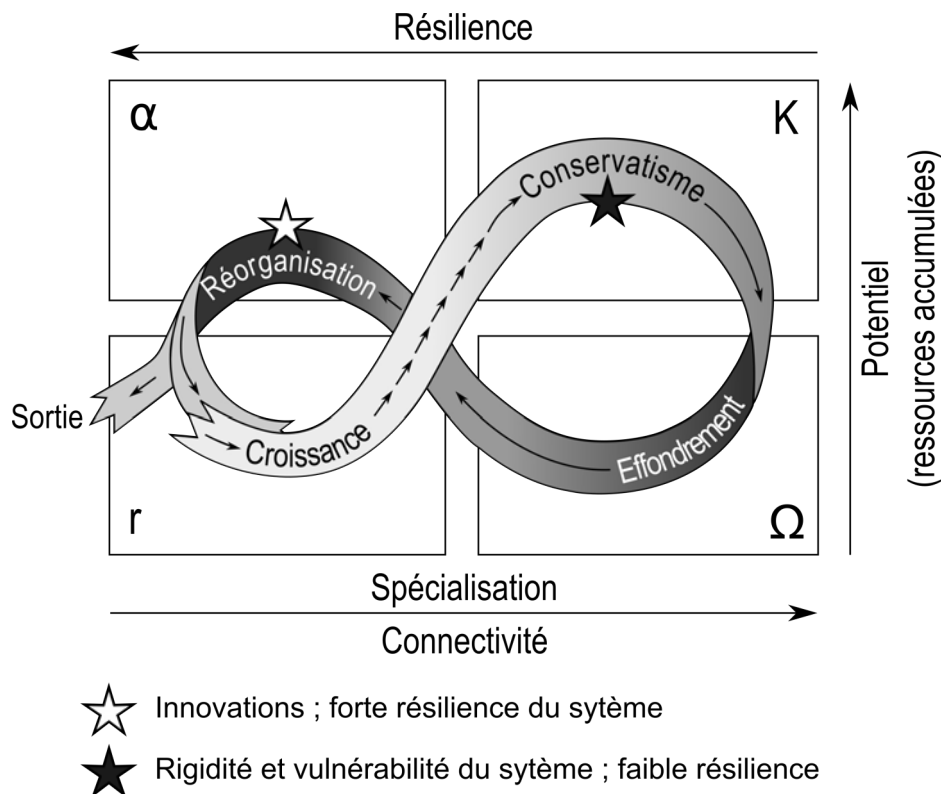 Résilience
α
K
Conservatisme
Réorganisation
Potentiel
(ressources accumulées)
Sortie
Croissance
Effondrement
r
Ω
Spécialisation
Connectivité
Innovations ; forte résilience du sytème
Rigidité et vulnérabilité du sytème ; faible résilience